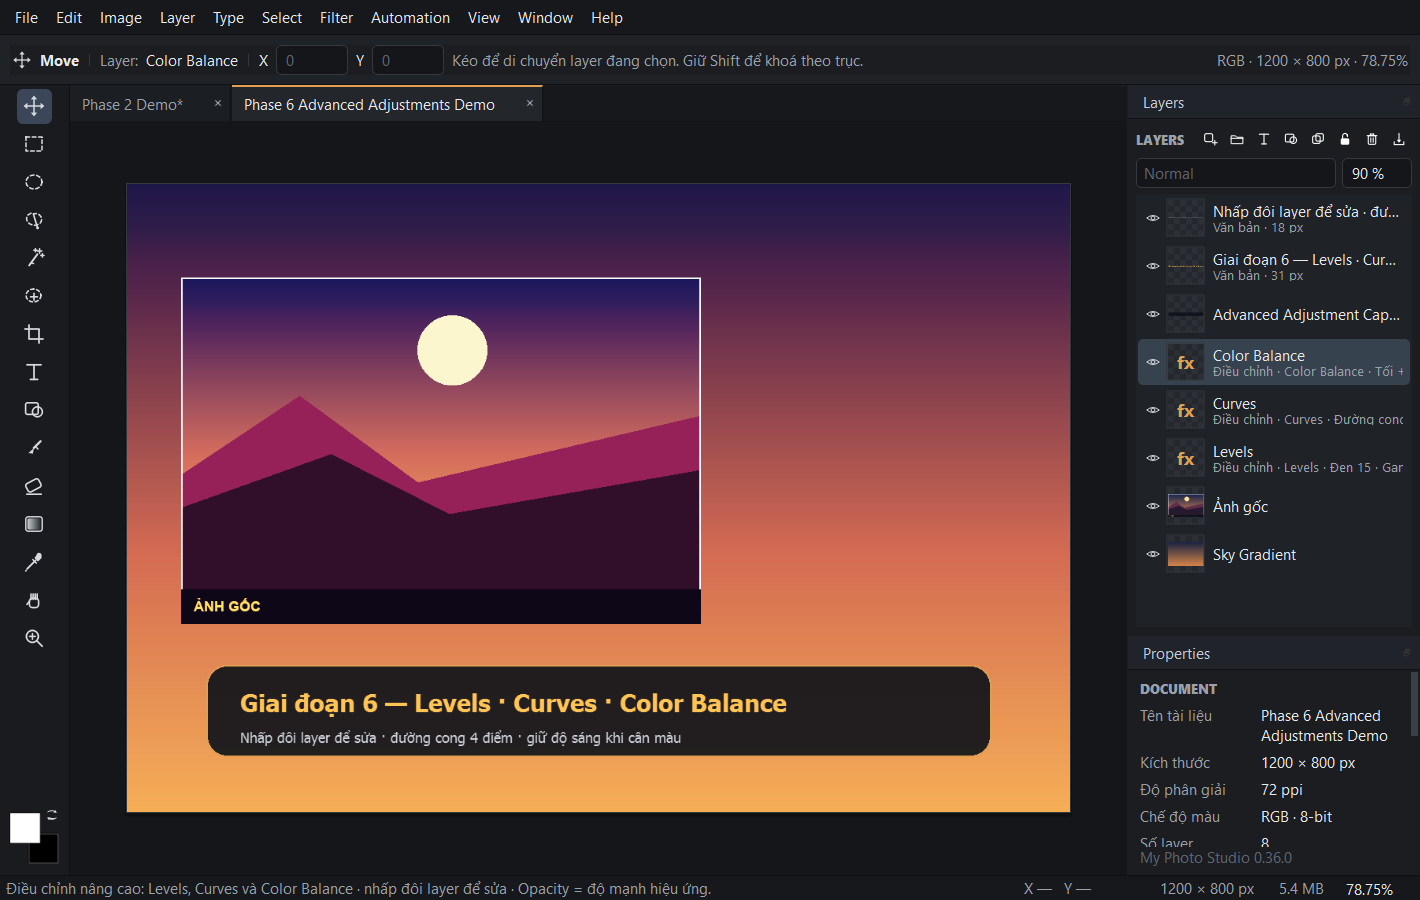 File Edit Image Layer Type Select Filter Automation View Window Help
Move Layer: Color Balance X 0 Y 0 Kéo để di chuyển layer đang chọn. Giữ Shift để khoá theo trục. RGB · 1200 × 800 px · 78.75%
Phase 2 Demo* × Phase 6 Advanced Adjustments Demo ×
Layers
LAYERS
Normal 90 %
Nhấp đôi layer để sửa · đư...
Văn bản · 18 px
Giai đoạn 6 — Levels · Cur...
Văn bản · 31 px
Advanced Adjustment Cap...
fx Color Balance
Điều chỉnh · Color Balance · Tối +
fx Curves
Điều chỉnh · Curves · Đường cong
fx Levels
Điều chỉnh · Levels · Đen 15 · Gar
Ảnh gốc
Sky Gradient
ẢNH GỐC
Giai đoạn 6 — Levels · Curves · Color Balance
Nhấp đôi layer để sửa · đường cong 4 điểm · giữ độ sáng khi cân màu
Properties
DOCUMENT
Tên tài liệu Phase 6 Advanced
Adjustments Demo
Kích thước 1200 × 800 px
Độ phân giải 72 ppi
Chế độ màu RGB · 8-bit
Số layer 8
My Photo Studio 0.36.0
Điều chỉnh nâng cao: Levels, Curves và Color Balance · nhấp đôi layer để sửa · Opacity = độ mạnh hiệu ứng. X — Y — 1200 × 800 px 5.4 MB 78.75%